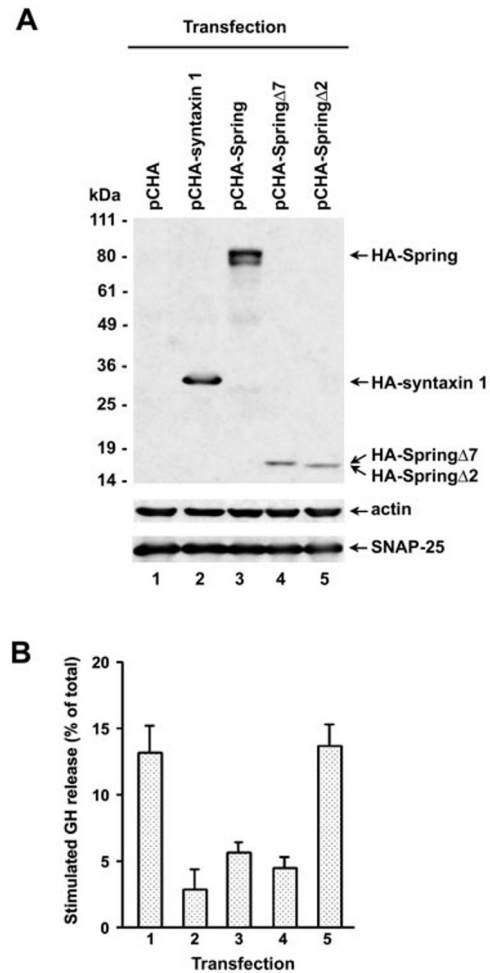 A
Transfection
pCHA
pCHA-syntaxin 1
pCHA-Spring
pCHA-SpringΔ7
pCHA-SpringΔ2
kDa
111 -
80 -
61 -
49 -
36 -
25 -
19 -
14 -
HA-Spring
HA-syntaxin 1
HA-SpringΔ7
HA-SpringΔ2
actin
SNAP-25
1 2 3 4 5
B
Stimulated GH release (% of total)
20
15
10
5
0
1 2 3 4 5
Transfection